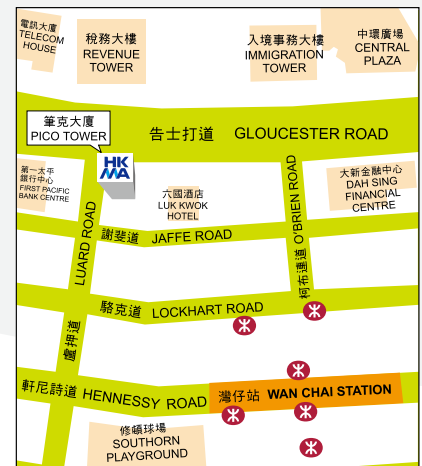 電訊大廈
TELECOM
HOUSE
稅務大樓
REVENUE
TOWER
入境事務大樓
IMMIGRATION
TOWER
中環廣場
CENTRAL
PLAZA
筆克大廈
PICO TOWER
告士打道 GLOUCESTER ROAD
HK
MA
第一太平
銀行中心
FIRST PACIFIC
BANK CENTRE
六國酒店
LUK KWOK
HOTEL
大新金融中心
DAH SING
FINANCIAL
CENTRE
柯布連道 O'BRIEN ROAD
謝斐道 JAFFE ROAD
盧押道 LUARD ROAD
駱克道 LOCKHART ROAD
軒尼詩道 HENNESSY ROAD
灣仔站 WAN CHAI STATION
修頓球場
SOUTHORN
PLAYGROUND